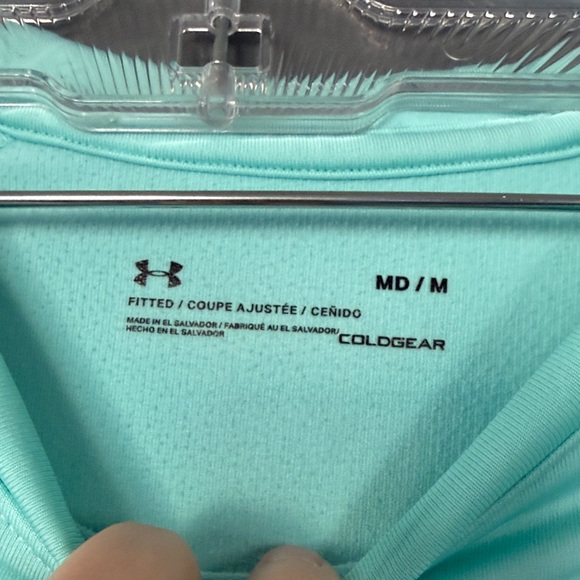 MD / M
FITTED / COUPE AJUSTÉE / CEÑIDO
MADE IN EL SALVADOR / FABRIQUÉ AU EL SALVADOR/
HECHO EN EL SALVADOR
COLDGEAR